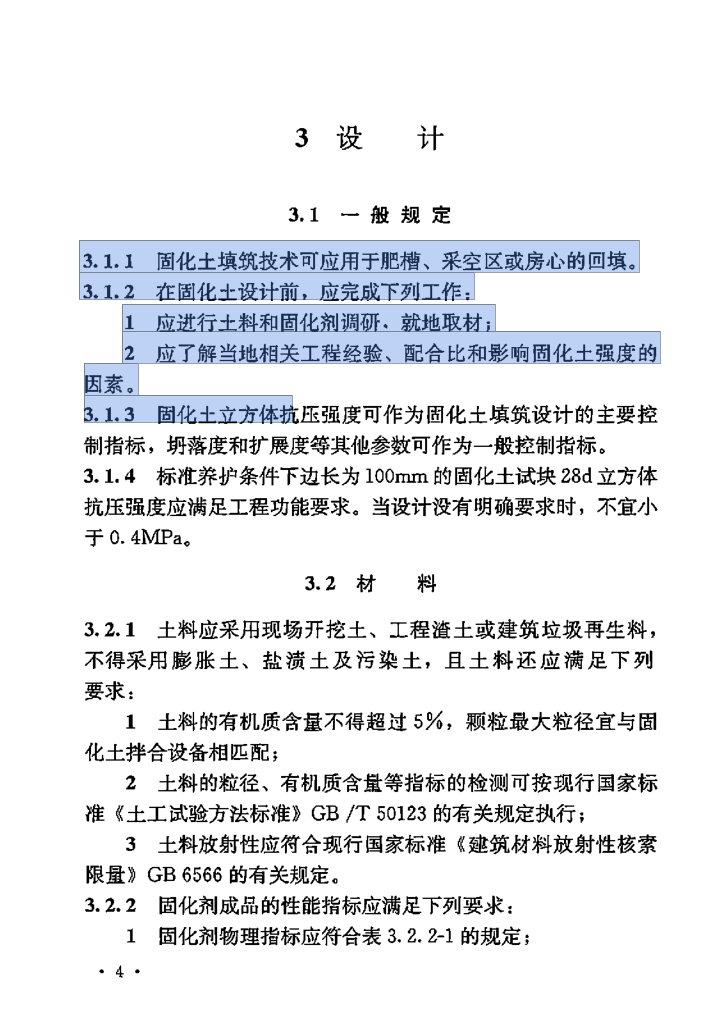 3 设 计
3.1 一般规定
3.1.1 固化土填筑技术可应用于肥槽、采空区或房心的回填。
3.1.2 在固化土设计前，应完成下列工作：
1 应进行土料和固化剂调研，就地取材；
2 应了解当地相关工程经验、配合比和影响固化土强度的
因素。
3.1.3 固化土立方体抗压强度可作为固化土填筑设计的主要控
制指标，坍落度和扩展度等其他参数可作为一般控制指标。
3.1.4 标准养护条件下边长为100mm的固化土试块28d立方体
抗压强度应满足工程功能要求。当设计没有明确要求时，不宜小
于0.4MPa。
3.2 材 料
3.2.1 土料应采用现场开挖土、工程渣土或建筑垃圾再生料，
不得采用膨胀土、盐渍土及污染土，且土料还应满足下列
要求：
1 土料的有机质含量不得超过5%，颗粒最大粒径宜与固
化土拌合设备相匹配；
2 土料的粒径、有机质含量等指标的检测可按现行国家标
准《土工试验方法标准》GB/T 50123的有关规定执行；
3 土料放射性应符合现行国家标准《建筑材料放射性核素
限量》GB 6566的有关规定。
3.2.2 固化剂成品的性能指标应满足下列要求：
1 固化剂物理指标应符合表3.2.2-1的规定；
· 4 ·